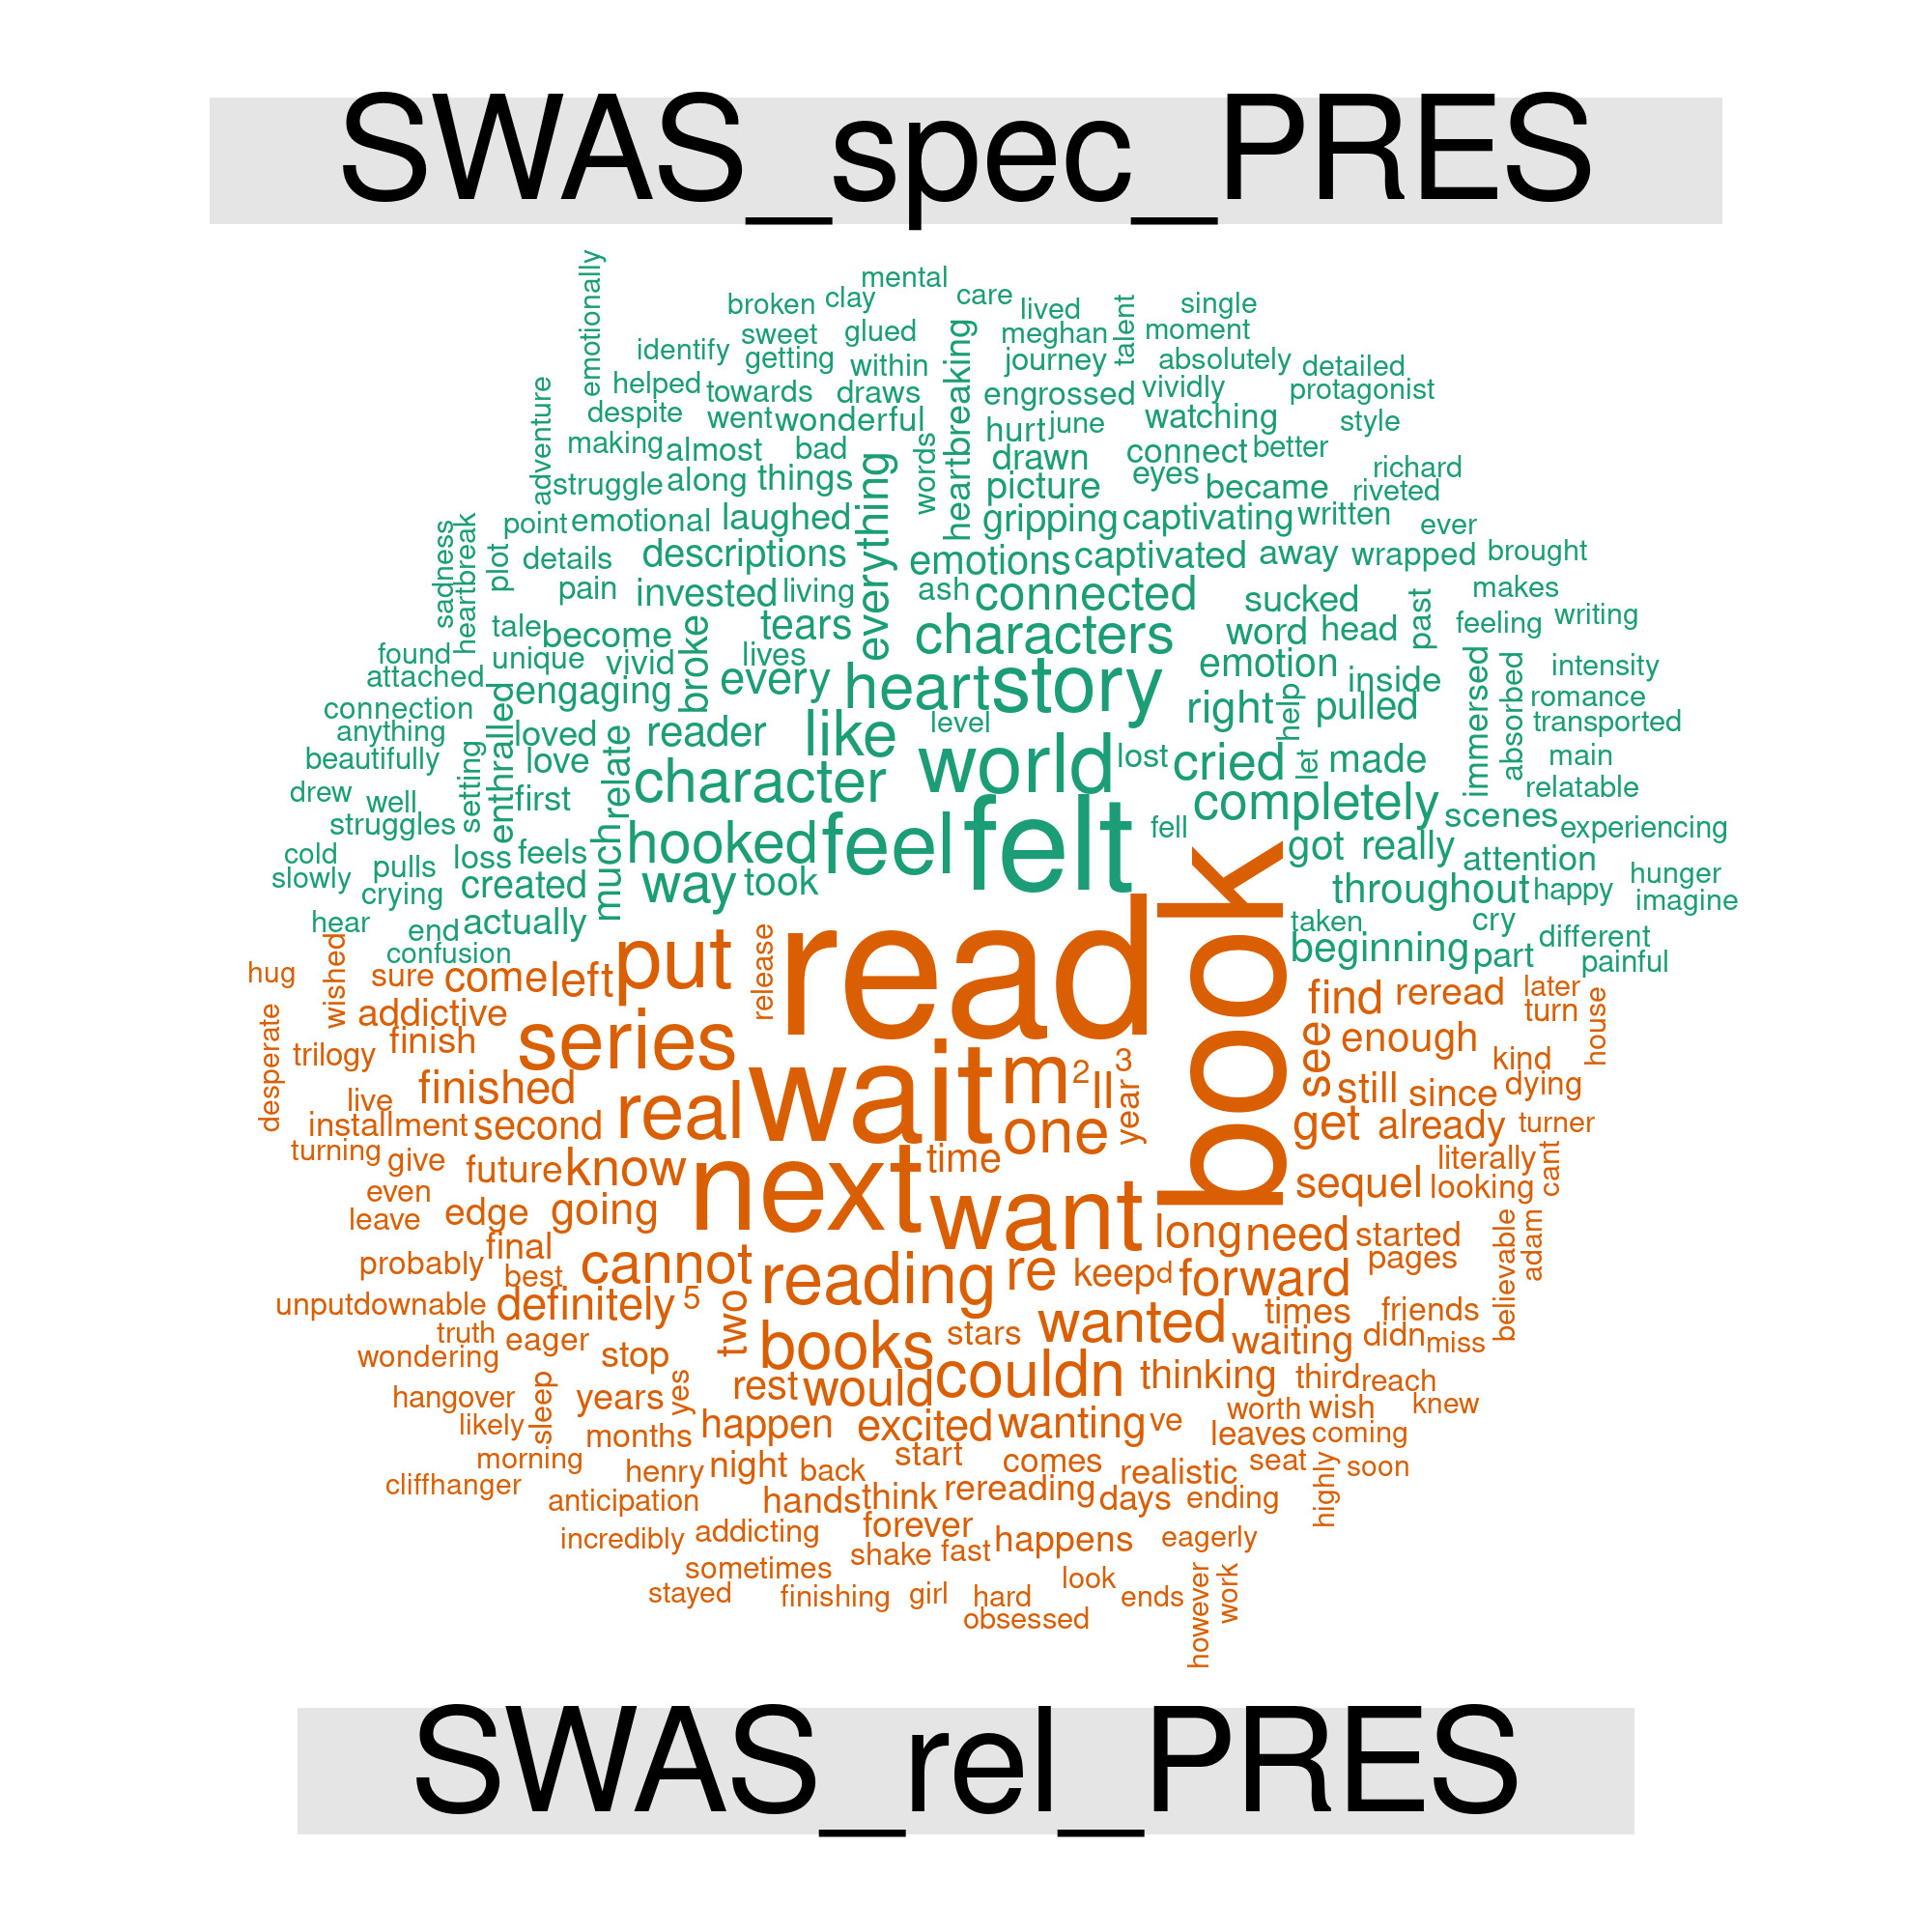 SWAS_spec_PRES
mental
broken clay care lived single
emotionally sweet glued meghan talent moment
identify getting within heartbreaking journey absolutely detailed
helped towards draws engrossed vividly protagonist
adventure despite went wonderful hurt june watching style
making almost bad words drawn connect better
struggle along things everything picture eyes became richard riveted
point emotional laughed gripping captivating written ever
sadness heartbreak plot details descriptions emotions captivated away wrapped brought
pain invested living ash connected sucked past makes
tale become broke tears characters word head feeling writing
found unique vivid lives emotion inside immersed absorbed intensity
attached enthralled engaging every heart story right help pulled romance
connection loved relate reader like level transported
anything
beautifully setting love character world lost cried let made main
drew well first completely relatable
struggles much hooked feel felt fell scenes experiencing
cold pulls loss feels got really attention
slowly crying created way took throughout happy hunger imagine
hear end actually taken cry different
confusion beginning part painful
hug wished sure come left put release read book find reread later turn house
desperate addictive series see enough kind
trilogy finish wait m 2 ll 3 year
live finished real one still since dying
installment second get already turner
turning give future know next time literally cant
even sequel looking
leave edge going want long need started believable adam
probably final cannot reading re keep d forward pages
best
unputdownable definitely 5 two books stars wanted times friends
truth eager waiting didn miss
wondering stop rest would couldn thinking third reach
hangover sleep years yes worth wish knew
likely months happen excited wanting ve leaves coming
morning henry night back start comes realistic seat highly soon
cliffhanger anticipation hands think rereading days ending
incredibly addicting forever happens eagerly
sometimes shake fast however work
stayed finishing girl hard look ends
obsessed
SWAS_rel_PRES